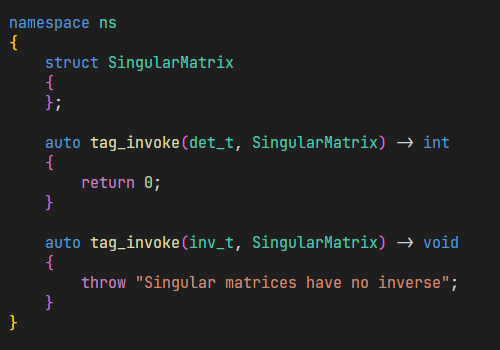 namespace ns
{
    struct SingularMatrix
    {
    };

    auto tag_invoke(det_t, SingularMatrix) -> int
    {
        return 0;
    }

    auto tag_invoke(inv_t, SingularMatrix) -> void
    {
        throw "Singular matrices have no inverse";
    }
}